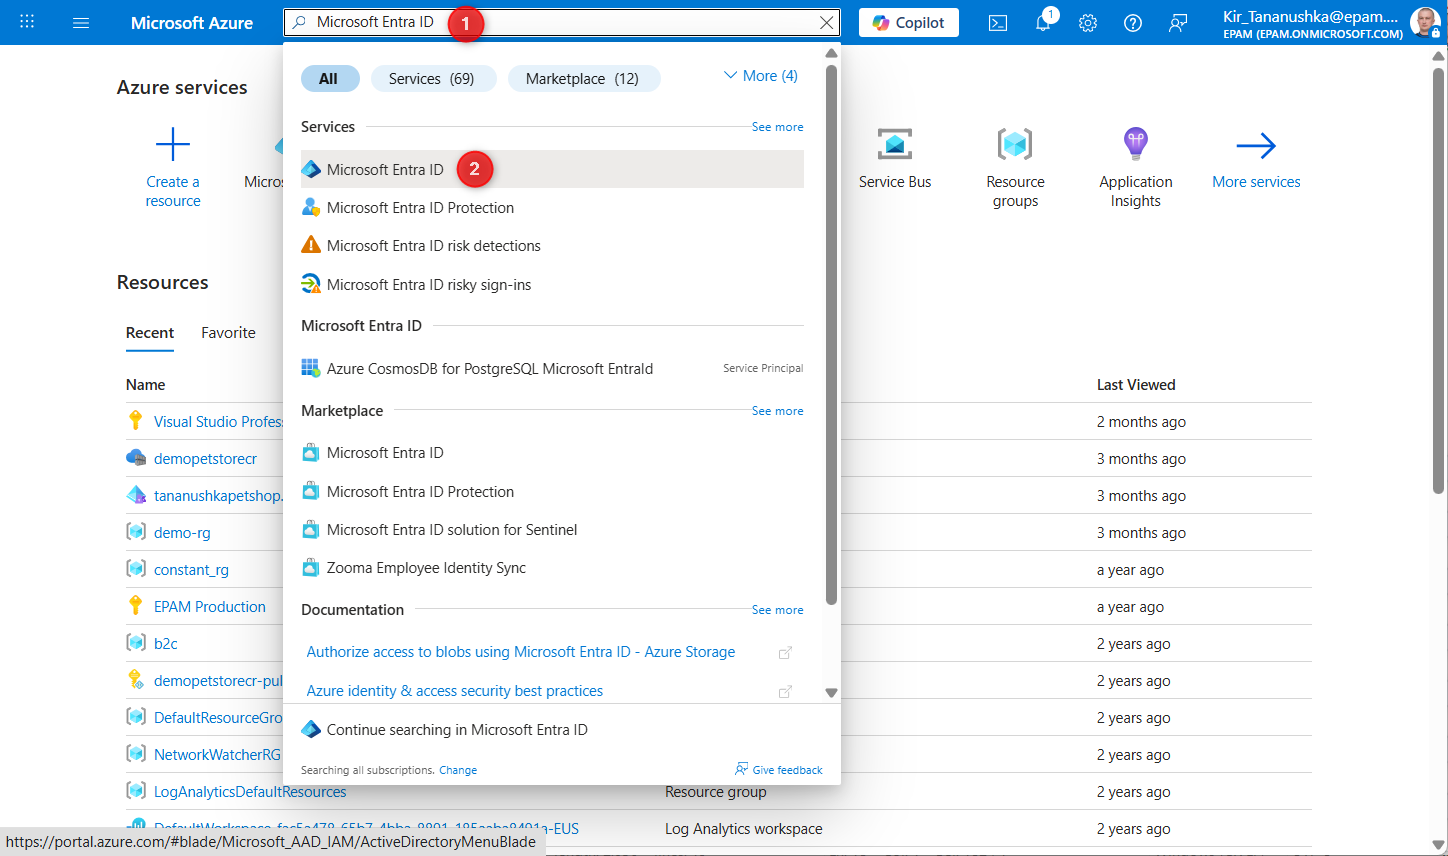 Microsoft Azure
Microsoft Entra ID
1
Copilot
1
Kir_Tananushka@epam....
EPAM (EPAM.ONMICROSOFT.COM)
All
Services (69)
Marketplace (12)
More (4)
Services
See more
Microsoft Entra ID
2
Microsoft Entra ID Protection
Microsoft Entra ID risk detections
Microsoft Entra ID risky sign-ins
Microsoft Entra ID
Azure CosmosDB for PostgreSQL Microsoft EntraId
Service Principal
Marketplace
See more
Microsoft Entra ID
Microsoft Entra ID Protection
Microsoft Entra ID solution for Sentinel
Zooma Employee Identity Sync
Documentation
See more
Authorize access to blobs using Microsoft Entra ID - Azure Storage
Azure identity & access security best practices
Continue searching in Microsoft Entra ID
Searching all subscriptions. Change
Give feedback
Azure services
Create a
resource
Micros
Service Bus
Resource
groups
Application
Insights
More services
Resources
Recent
Favorite
Name
Last Viewed
Visual Studio Profes
2 months ago
demopetstorecr
3 months ago
tananushkapetshop.
3 months ago
demo-rg
3 months ago
constant_rg
a year ago
EPAM Production
a year ago
b2c
2 years ago
demopetstorecr-pul
2 years ago
DefaultResourceGro
2 years ago
NetworkWatcherRG
2 years ago
LogAnalyticsDefaultResources
Resource group
2 years ago
Log Analytics workspace
2 years ago
https://portal.azure.com/#blade/Microsoft_AAD_IAM/ActiveDirectoryMenuBlade